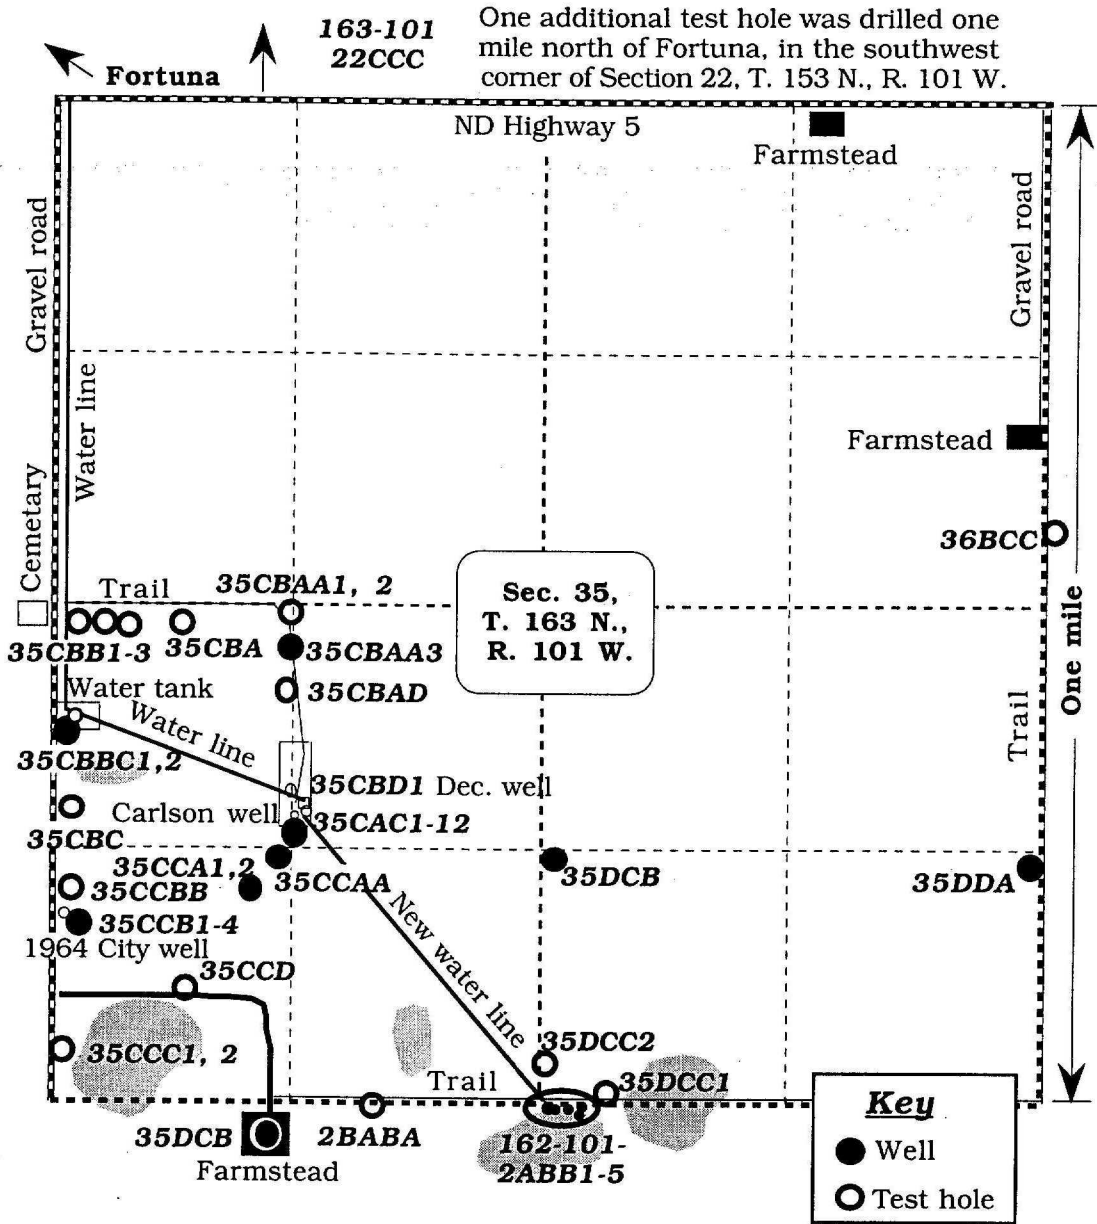 163-101
22CCC
One additional test hole was drilled one
mile north of Fortuna, in the southwest
corner of Section 22, T. 153 N., R. 101 W.
Fortuna
ND Highway 5
Farmstead
Gravel road
Gravel road
Water line
Farmstead
Cemetary
36BCC
One mile
Trail
35CBAA1, 2
Sec. 35,
T. 163 N.,
R. 101 W.
35CBB1-3
35CBA
35CBAA3
Water tank
35CBAD
Trail
Water line
35CBBC1,2
35CBD1 Dec. well
Carlson well
35CAC1-12
35CBC
35CCA1,2
35CCAA
35DCB
35DDA
35CCBB
35CCB1-4
1964 City well
New water line
35CCD
35DCC2
35CCC1, 2
Trail
35DCC1
35DCB
2BABA
162-101-
2ABB1-5
Farmstead
Key
Well
Test hole